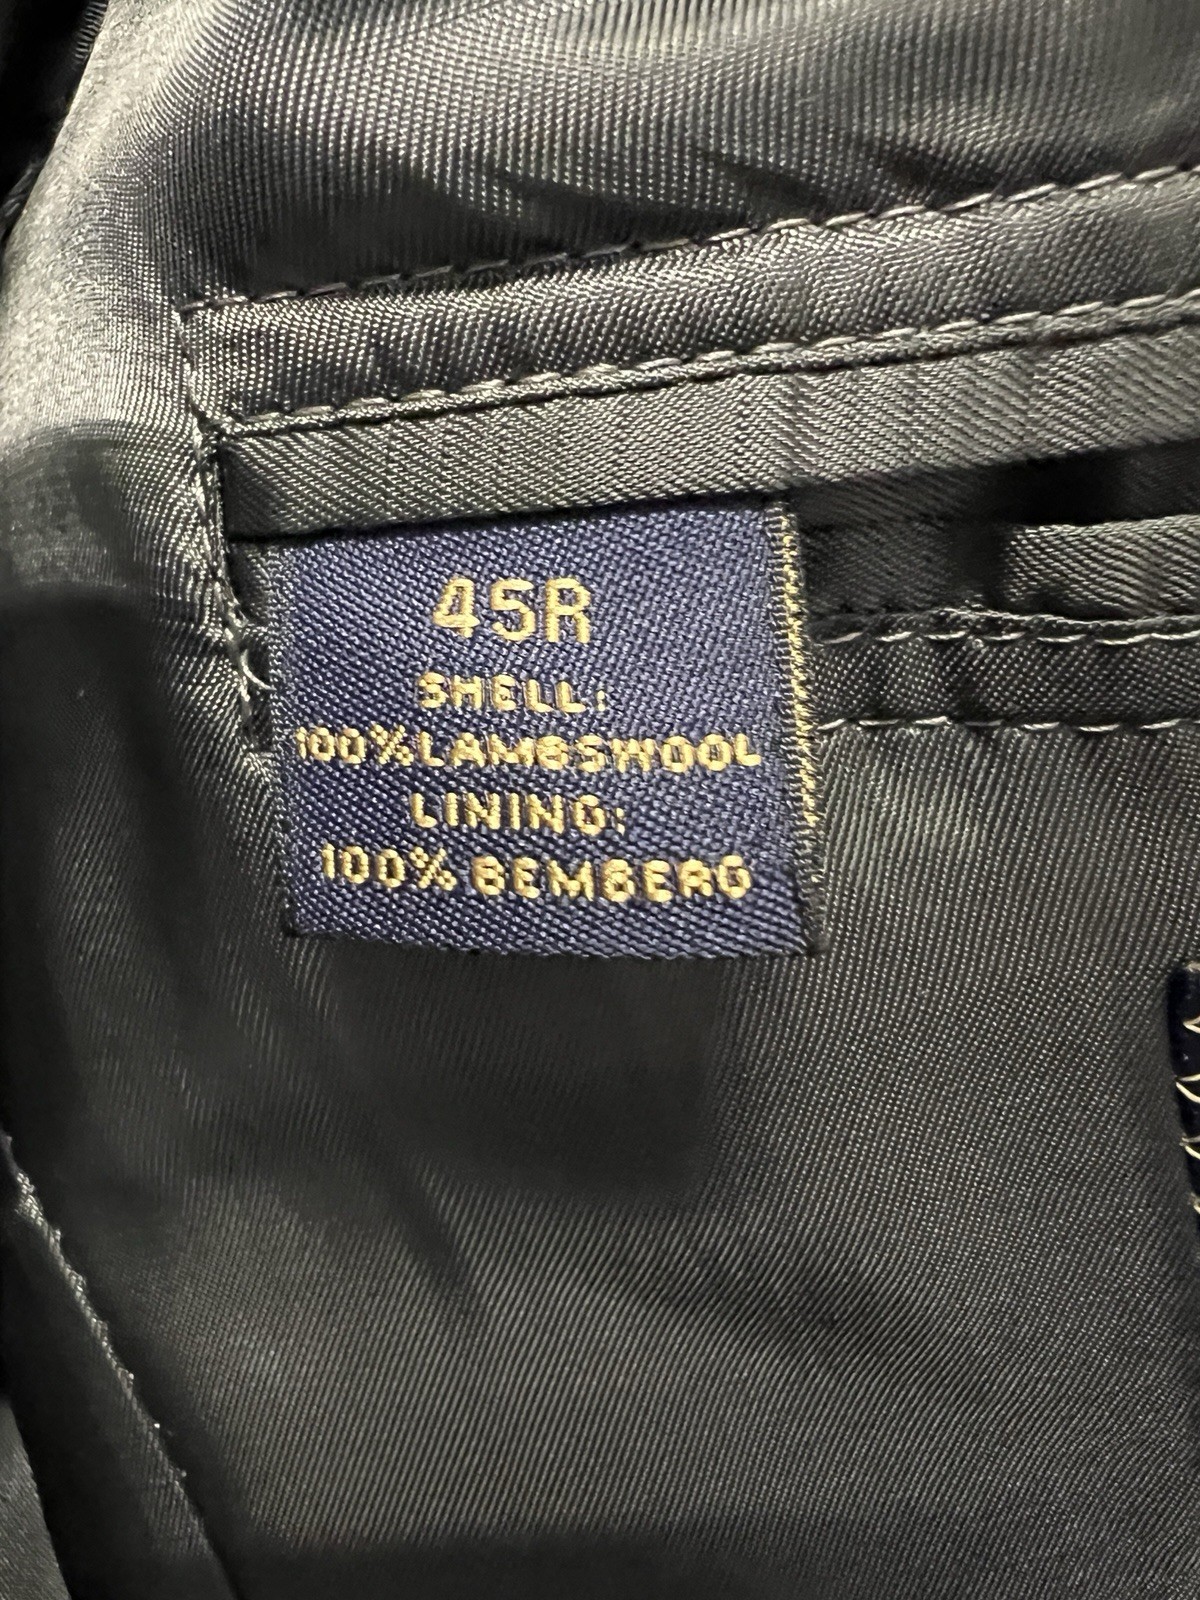 45R
SHELL:
100% LAMBSWOOL
LINING:
100% BEMBERG